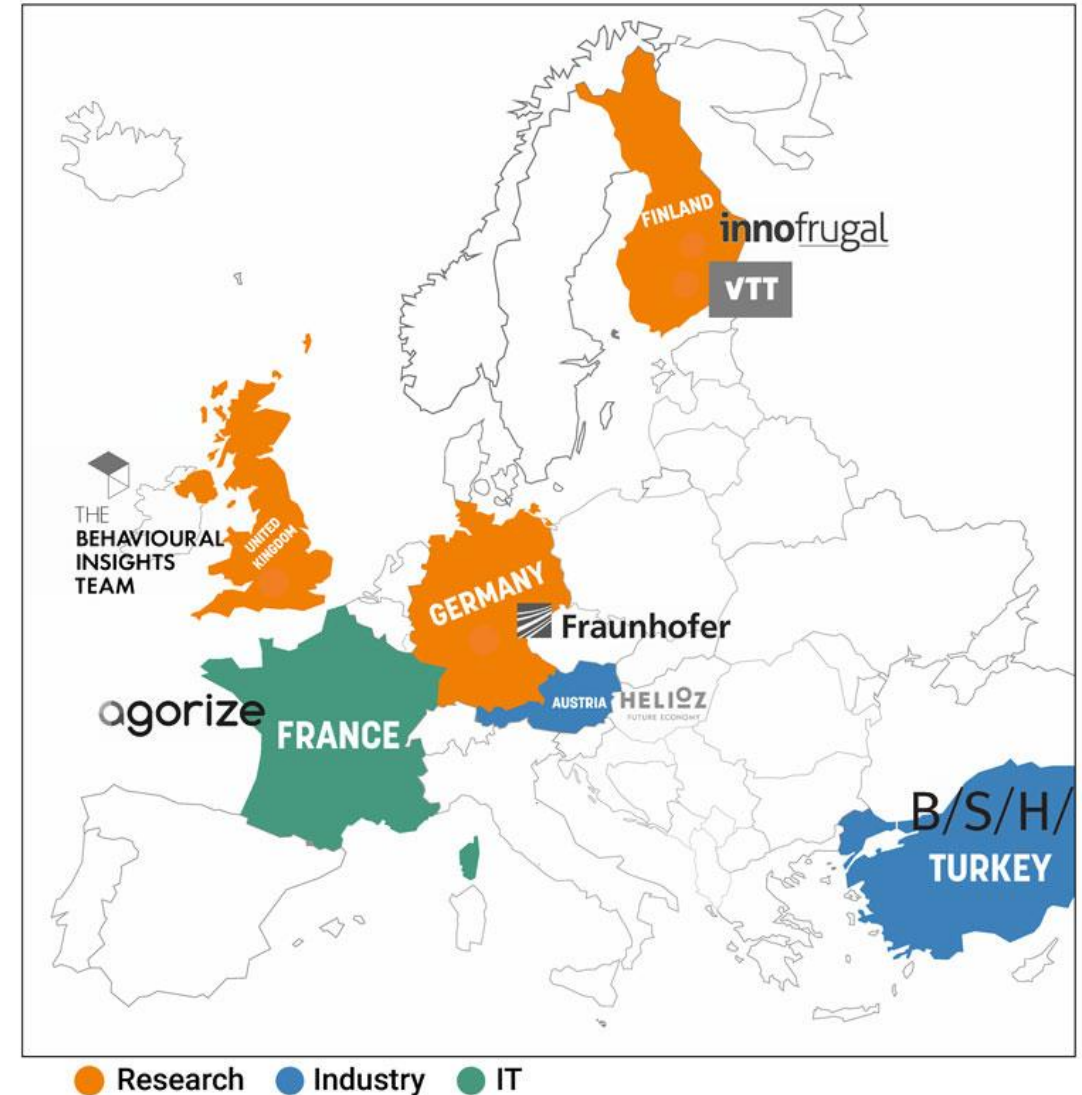 FINLAND
innofrugal
VTT
THE
BEHAVIOURAL
INSIGHTS
TEAM
UNITED
KINGDOM
GERMANY
Fraunhofer
AUSTRIA
HELIOZ
FUTURE ECONOMY
agorize
FRANCE
B/S/H/
TURKEY
Research Industry IT